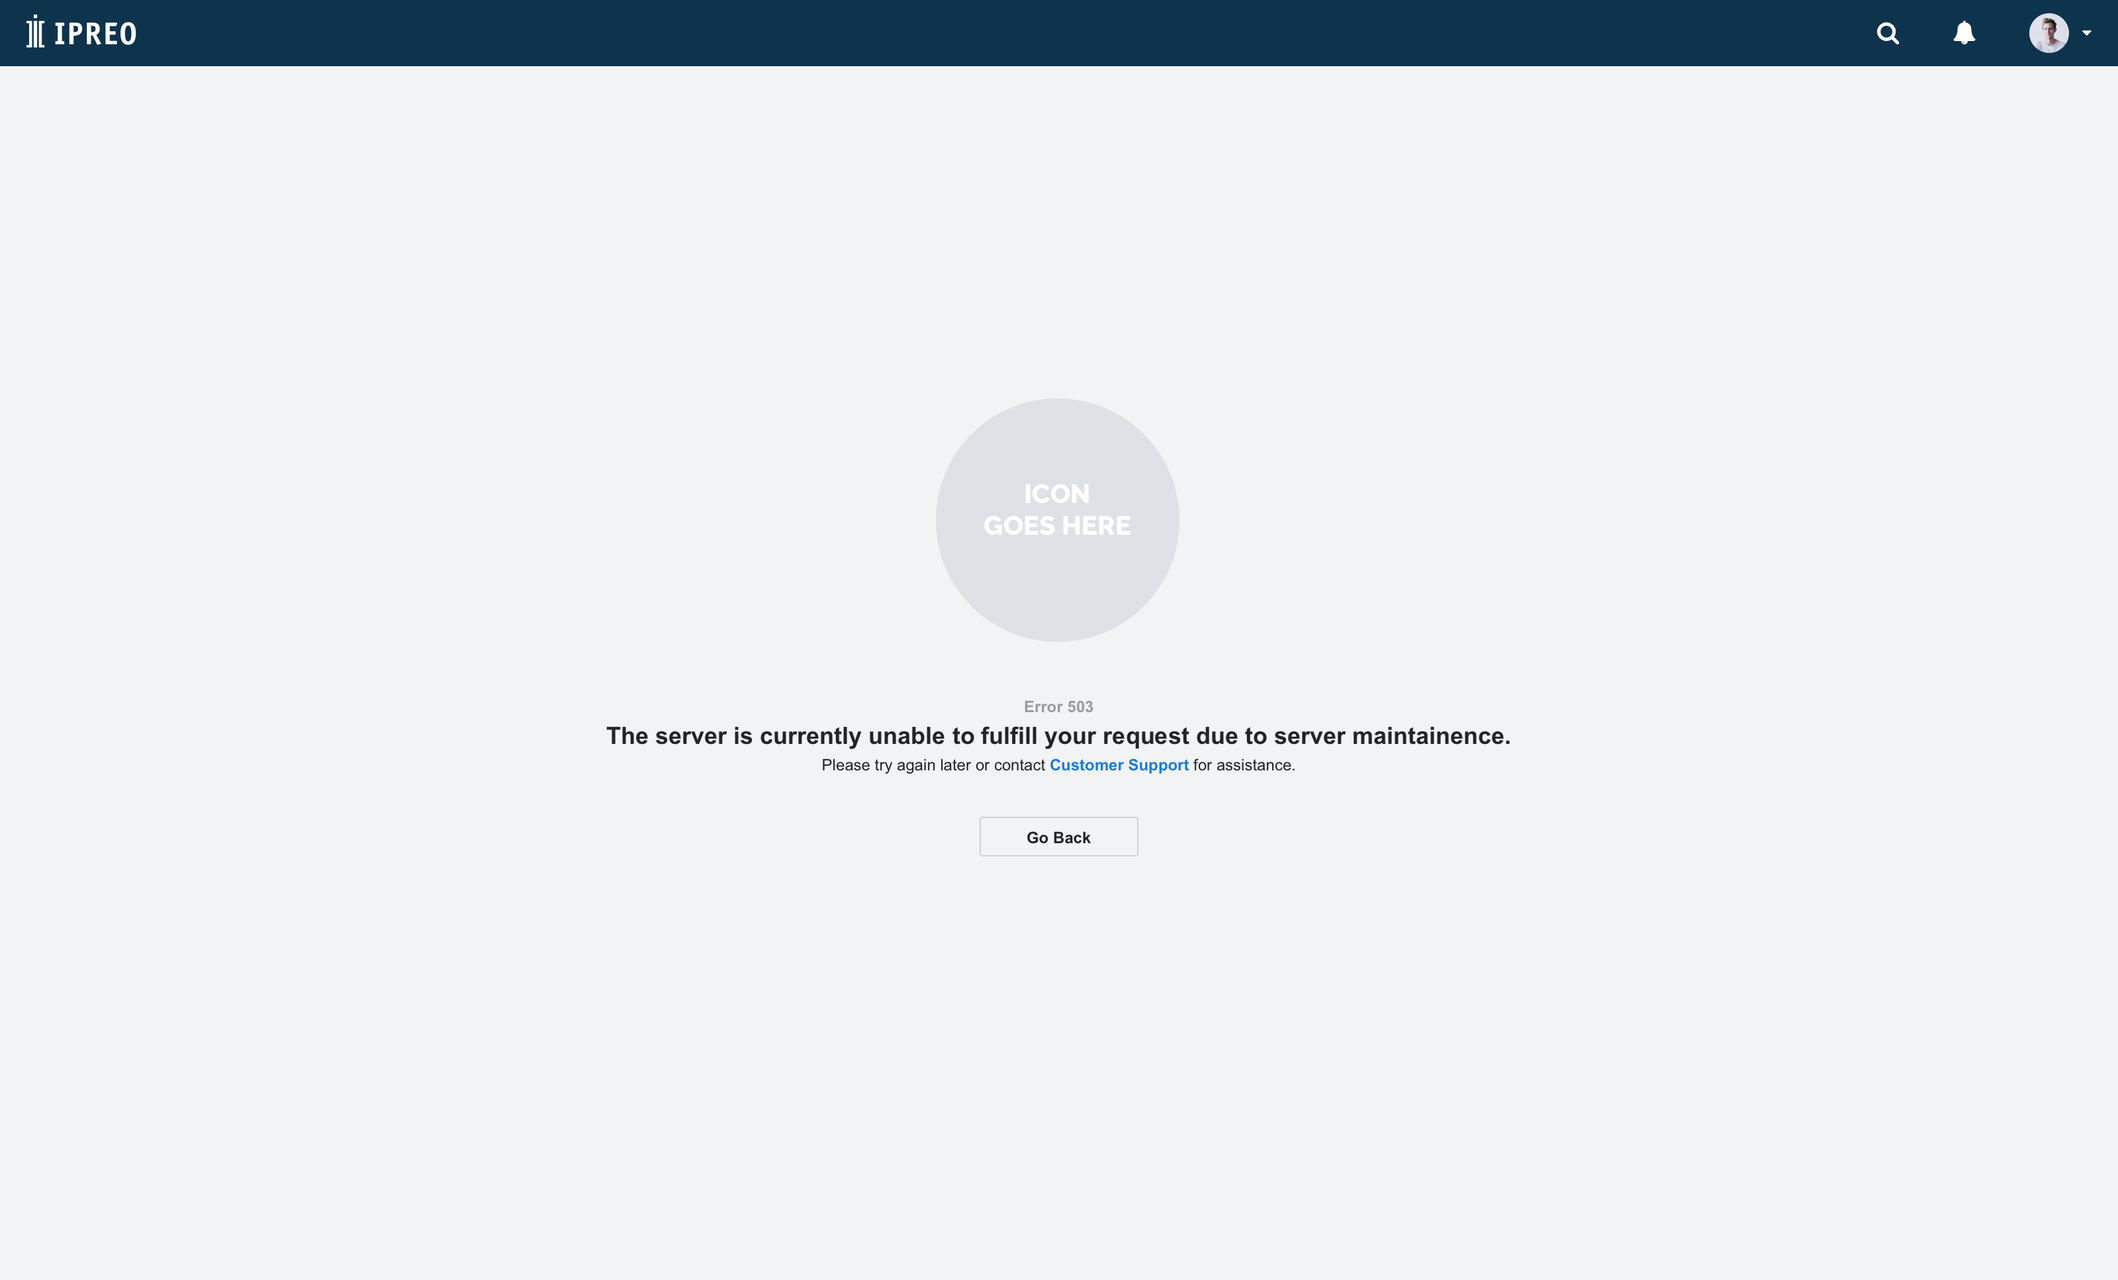 IPREO
ICON
GOES HERE
Error 503
The server is currently unable to fulfill your request due to server maintainence.
Please try again later or contact Customer Support for assistance.
Go Back